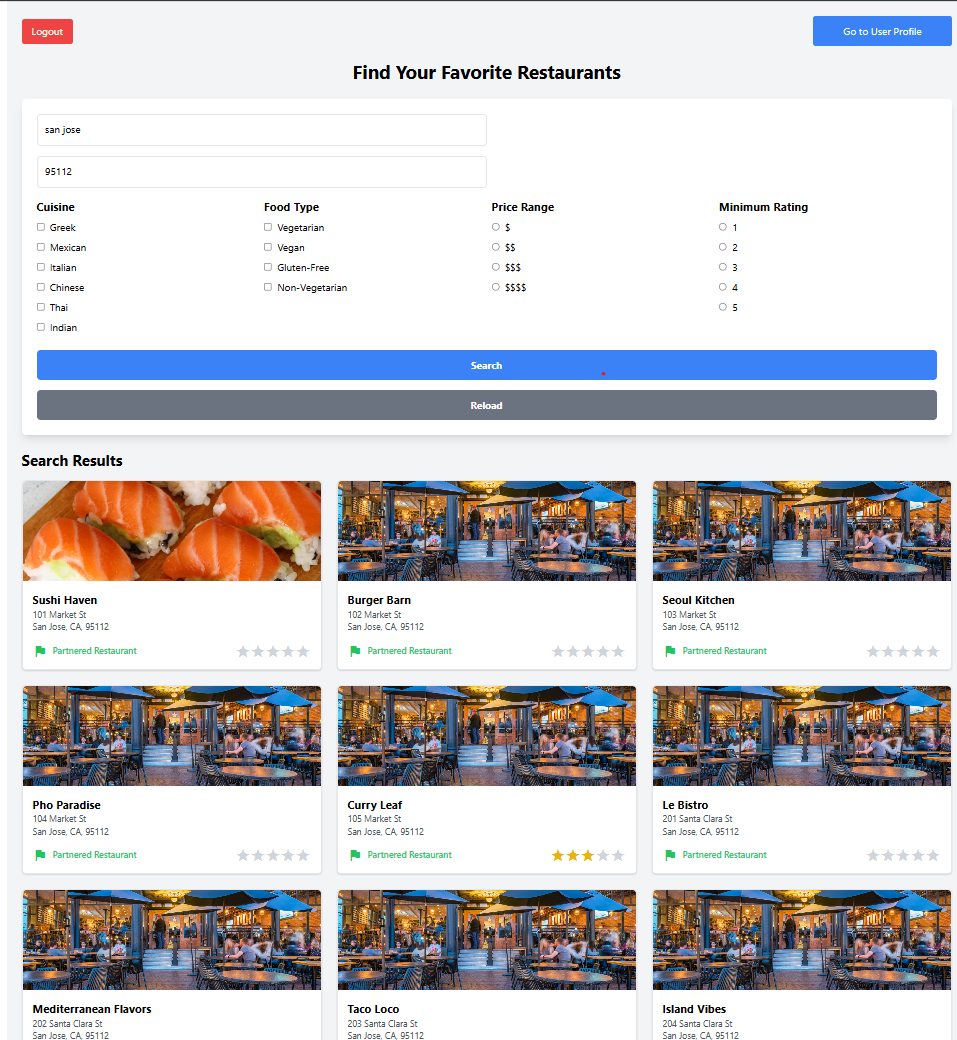 Logout
Go to User Profile
Find Your Favorite Restaurants
san jose
95112
Cuisine
Greek
Mexican
Italian
Chinese
Thai
Indian
Food Type
Vegetarian
Vegan
Gluten-Free
Non-Vegetarian
Price Range
$
$$
$$$
$$$$
Minimum Rating
1
2
3
4
5
Search
Reload
Search Results
Sushi Haven
101 Market St
San Jose, CA, 95112
Partnered Restaurant
Burger Barn
102 Market St
San Jose, CA, 95112
Partnered Restaurant
Seoul Kitchen
103 Market St
San Jose, CA, 95112
Partnered Restaurant
Pho Paradise
104 Market St
San Jose, CA, 95112
Partnered Restaurant
Curry Leaf
105 Market St
San Jose, CA, 95112
Partnered Restaurant
Le Bistro
201 Santa Clara St
San Jose, CA, 95112
Partnered Restaurant
Mediterranean Flavors
202 Santa Clara St
San Jose, CA, 95112
Taco Loco
203 Santa Clara St
San Jose, CA, 95112
Island Vibes
204 Santa Clara St
San Jose, CA, 95112